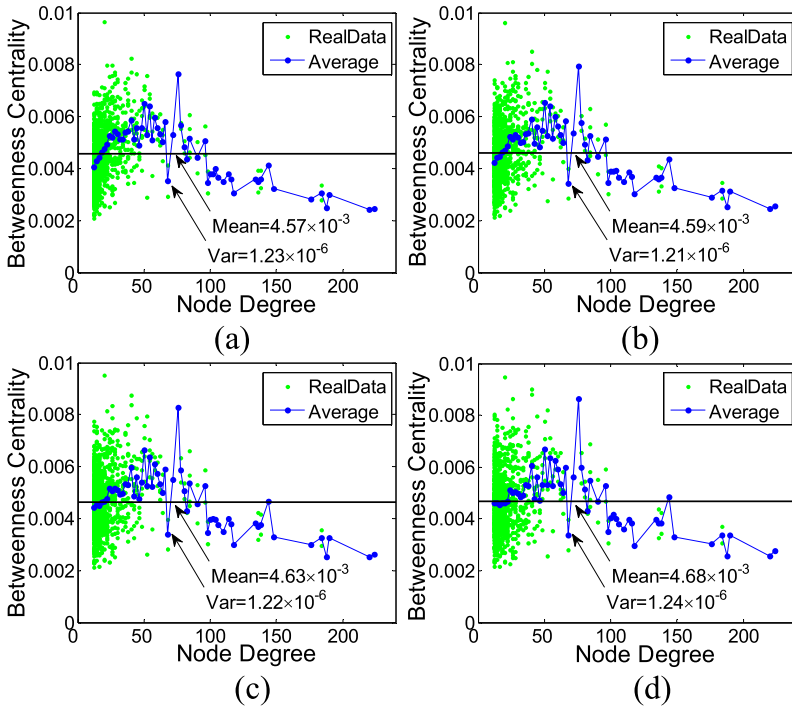 0.01
0.008
0.006
0.004
0.002
0
Betweenness Centrality
RealData
Average
Mean=4.57×10-3
Var=1.23×10-6
0 50 100 150 200
Node Degree
(a)
0.01
0.008
0.006
0.004
0.002
0
Betweenness Centrality
RealData
Average
Mean=4.59×10-3
Var=1.21×10-6
0 50 100 150 200
Node Degree
(b)
0.01
0.008
0.006
0.004
0.002
0
Betweenness Centrality
RealData
Average
Mean=4.63×10-3
Var=1.22×10-6
0 50 100 150 200
Node Degree
(c)
0.01
0.008
0.006
0.004
0.002
0
Betweenness Centrality
RealData
Average
Mean=4.68×10-3
Var=1.24×10-6
0 50 100 150 200
Node Degree
(d)